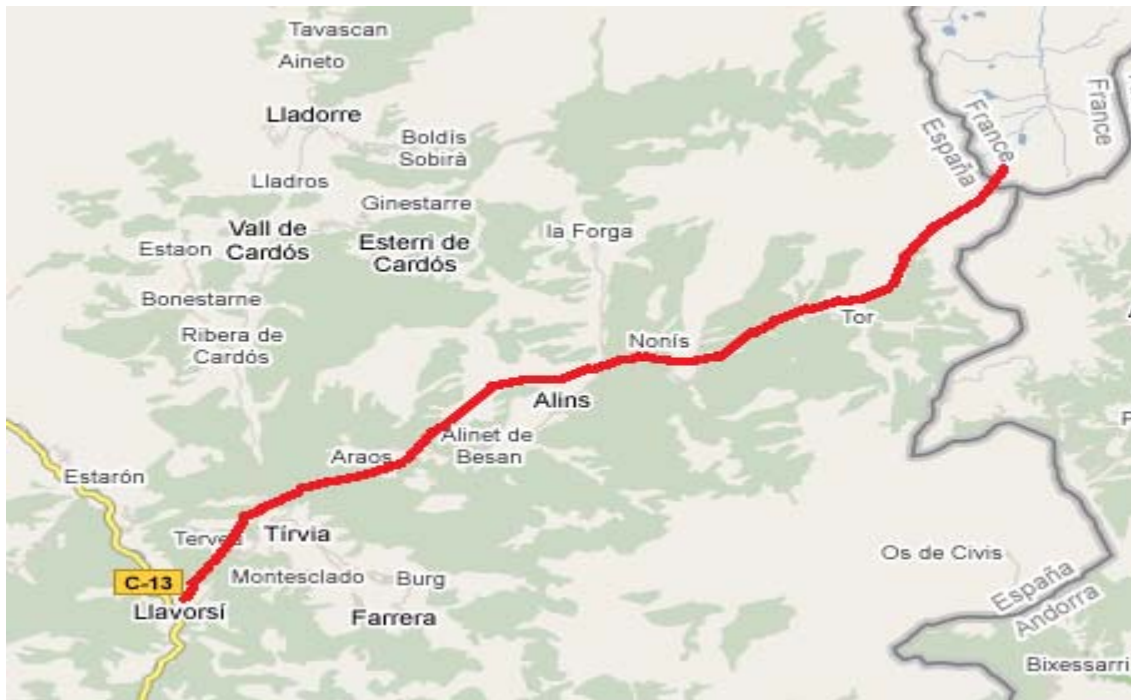 Tavascan
Aineto
Lladorre
Boldís
Sobirà
Lladros
Ginestarre
Vall de
Cardós
Estaon
Esterri de
Cardós
la Forga
Bonestarne
Ribera de
Cardós
Nonís
Tor
Alins
Alinet de
Besan
Araos
Estarón
Tírvia
Montesclado
Burg
C-13
Llavorsí
Farrera
Os de Civis
France
España
France
España
Andorra
Bixessarri